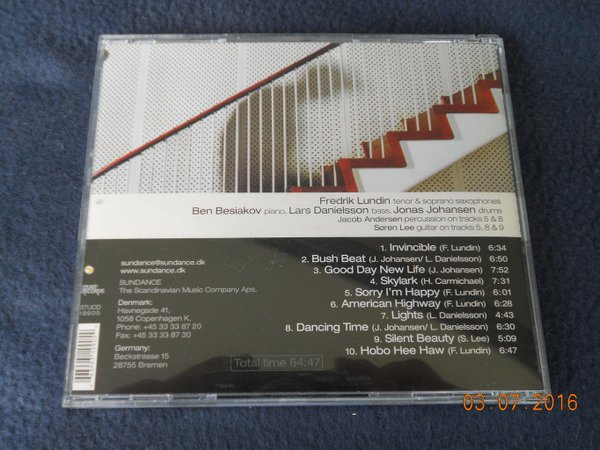 Fredrik Lundin tenor & soprano saxophones
Ben Besiakov piano, Lars Danielsson bass, Jonas Johansen drums
Jacob Andersen percussion on tracks 5 & 8
Søren Lee guitar on tracks 5, 8 & 9
1. Invincible (F. Lundin) 6:34
2. Bush Beat (J. Johansen/ L. Danielsson) 6:50
3. Good Day New Life (J. Johansen) 7:52
4. Skylark (H. Carmichael) 7:31
5. Sorry I'm Happy (F. Lundin) 6:01
6. American Highway (F. Lundin) 6:28
7. Lights (L. Danielsson) 4:43
8. Dancing Time (J. Johansen/ L. Danielsson) 6:30
9. Silent Beauty (S. Lee) 5:09
10. Hobo Hee Haw (F. Lundin) 6:47
Total time 64:47
sundance@sundance.dk
www.sundance.dk
SUNDANCE
The Scandinavian Music Company Aps.
Denmark:
Havnegade 41,
1058 Copenhagen K.
Phone: +45 33 33 87 20
Fax: +45 33 33 87 30
Germany:
Beckstrasse 15
28755 Bremen
STUCD
19905
03.07.2016